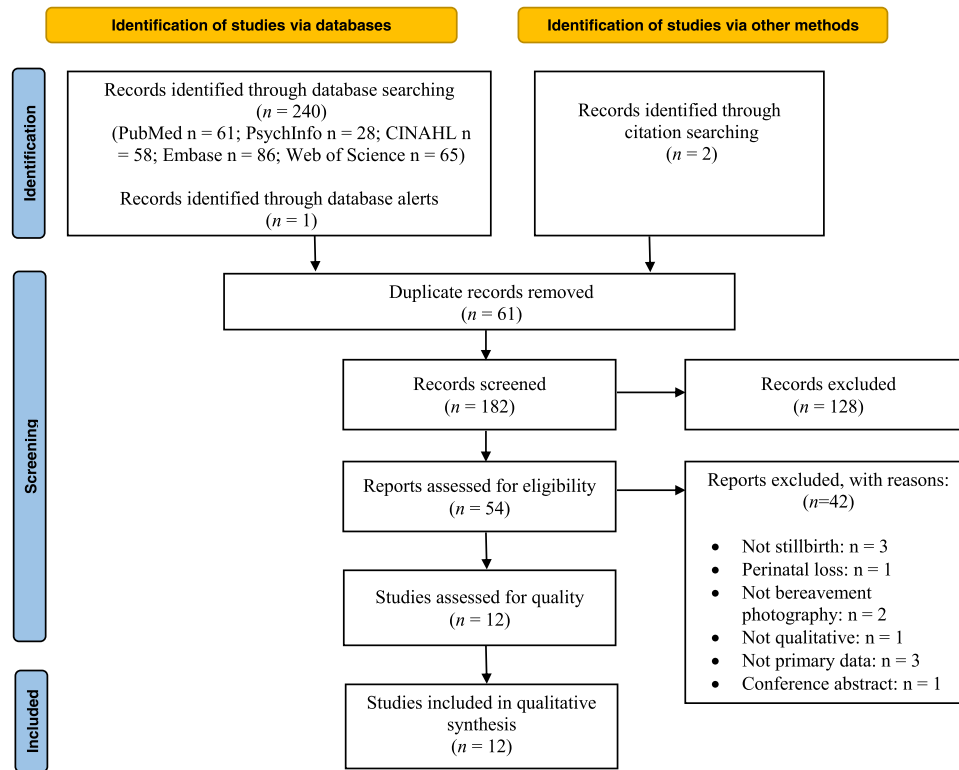 Identification of studies via databases
Identification of studies via other methods
Identification
Records identified through database searching
(n = 240)
(PubMed n = 61; PsychInfo n = 28; CINAHL n
= 58; Embase n = 86; Web of Science n = 65)
Records identified through database alerts
(n = 1)
Records identified through
citation searching
(n = 2)
Screening
Duplicate records removed
(n = 61)
Records screened
(n = 182)
Records excluded
(n = 128)
Reports assessed for eligibility
(n = 54)
Reports excluded, with reasons:
(n=42)
• Not stillbirth: n = 3
• Perinatal loss: n = 1
• Not bereavement
photography: n = 2
• Not qualitative: n = 1
• Not primary data: n = 3
• Conference abstract: n = 1
Studies assessed for quality
(n = 12)
Included
Studies included in qualitative
synthesis
(n = 12)